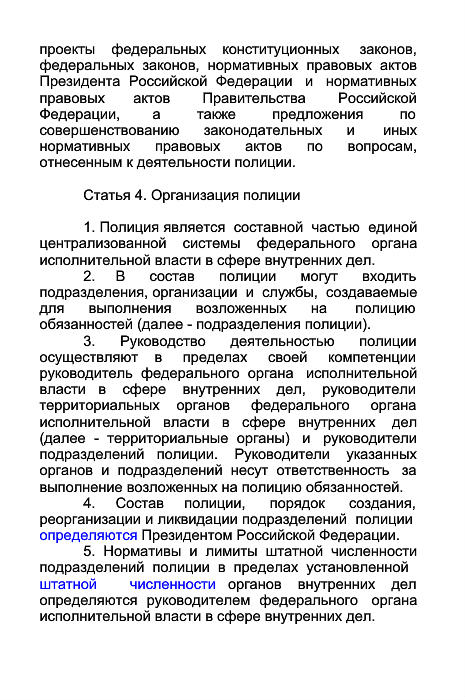 проекты федеральных конституционных законов,
федеральных законов, нормативных правовых актов
Президента Российской Федерации и нормативных
правовых актов Правительства Российской
Федерации, а также предложения по
совершенствованию законодательных и иных
нормативных правовых актов по вопросам,
отнесенным к деятельности полиции.
Статья 4. Организация полиции
1. Полиция является составной частью единой
централизованной системы федерального органа
исполнительной власти в сфере внутренних дел.
2. В состав полиции могут входить
подразделения, организации и службы, создаваемые
для выполнения возложенных на полицию
обязанностей (далее - подразделения полиции).
3. Руководство деятельностью полиции
осуществляют в пределах своей компетенции
руководитель федерального органа исполнительной
власти в сфере внутренних дел, руководители
территориальных органов федерального органа
исполнительной власти в сфере внутренних дел
(далее - территориальные органы) и руководители
подразделений полиции. Руководители указанных
органов и подразделений несут ответственность за
выполнение возложенных на полицию обязанностей.
4. Состав полиции, порядок создания,
реорганизации и ликвидации подразделений полиции
определяются Президентом Российской Федерации.
5. Нормативы и лимиты штатной численности
подразделений полиции в пределах установленной
штатной численности органов внутренних дел
определяются руководителем федерального органа
исполнительной власти в сфере внутренних дел.